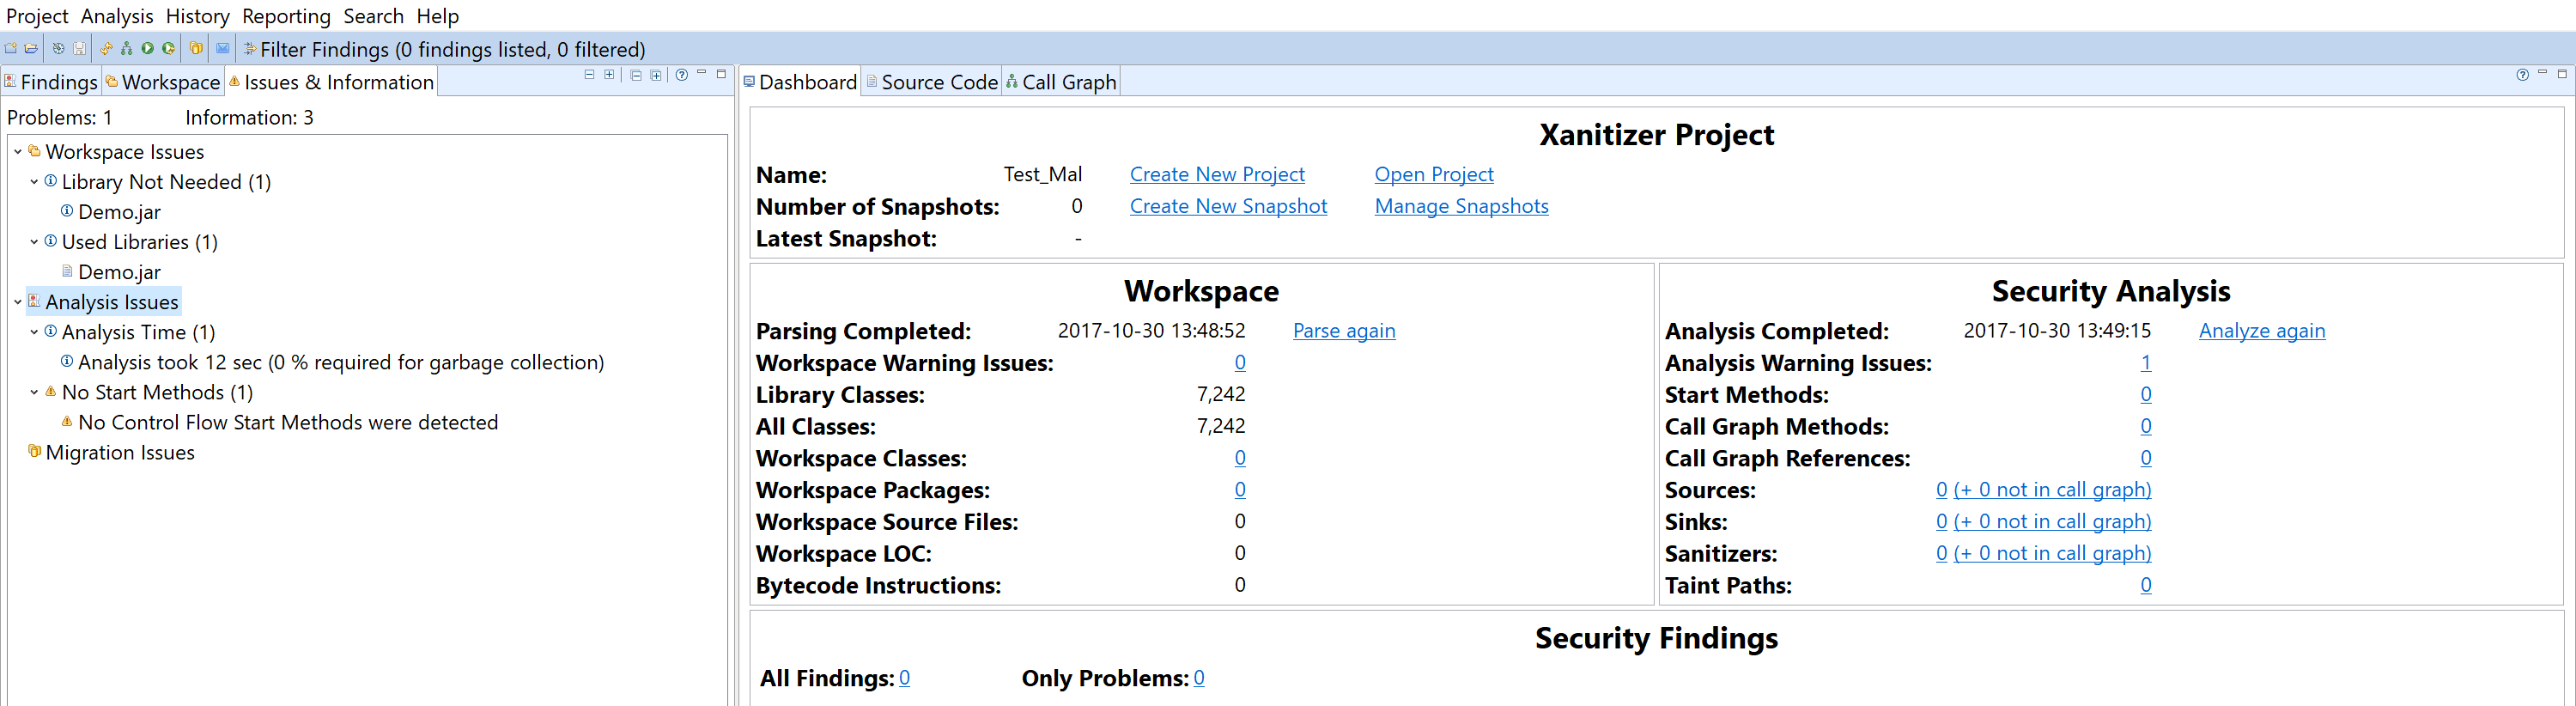 Project Analysis History Reporting Search Help
Filter Findings (0 findings listed, 0 filtered)
Findings Workspace Issues & Information
Problems: 1 Information: 3
Workspace Issues
Library Not Needed (1)
Demo.jar
Used Libraries (1)
Demo.jar
Analysis Issues
Analysis Time (1)
Analysis took 12 sec (0 % required for garbage collection)
No Start Methods (1)
No Control Flow Start Methods were detected
Migration Issues
Dashboard Source Code Call Graph
Xanitizer Project
Name: Test_Mal Create New Project Open Project
Number of Snapshots: 0 Create New Snapshot Manage Snapshots
Latest Snapshot: -
Workspace
Parsing Completed: 2017-10-30 13:48:52 Parse again
Workspace Warning Issues: 0
Library Classes: 7,242
All Classes: 7,242
Workspace Classes: 0
Workspace Packages: 0
Workspace Source Files: 0
Workspace LOC: 0
Bytecode Instructions: 0
Security Analysis
Analysis Completed: 2017-10-30 13:49:15 Analyze again
Analysis Warning Issues: 1
Start Methods: 0
Call Graph Methods: 0
Call Graph References: 0
Sources: 0 (+ 0 not in call graph)
Sinks: 0 (+ 0 not in call graph)
Sanitizers: 0 (+ 0 not in call graph)
Taint Paths: 0
Security Findings
All Findings: 0 Only Problems: 0